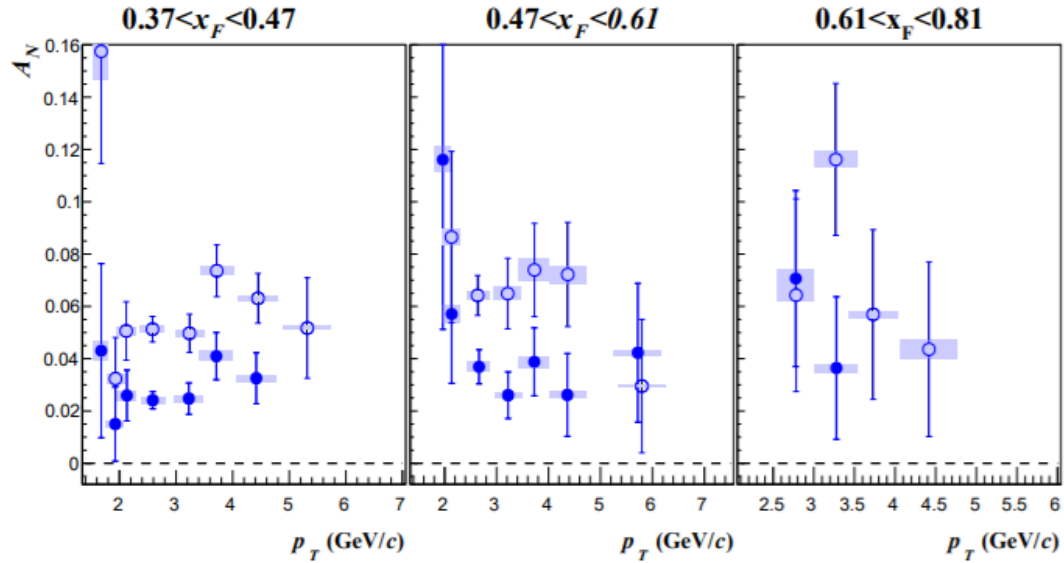 0.37<x_F<0.47
0.47<x_F<0.61
0.61<x_F<0.81
A_N
0.16
0.14
0.12
0.1
0.08
0.06
0.04
0.02
0
2 3 4 5 6 7
2 3 4 5 6 7
2.5 3 3.5 4 4.5 5 5.5 6
p_T (GeV/c)
p_T (GeV/c)
p_T (GeV/c)